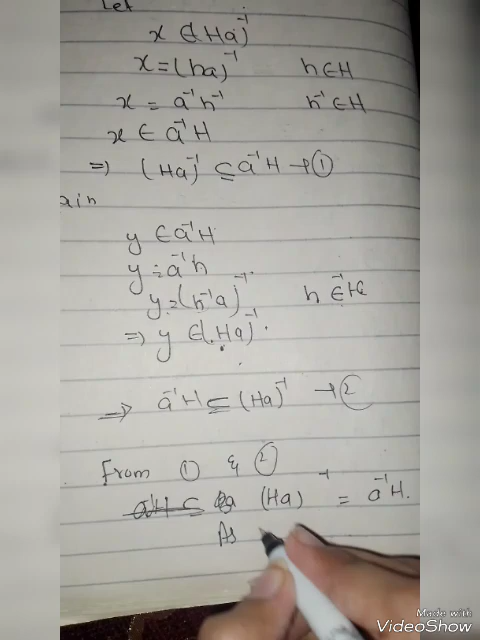 Let
x ∈ (Ha)⁻¹
x = (ha)⁻¹ h ∈ H
x = a⁻¹h⁻¹ h⁻¹ ∈ H
x ∈ a⁻¹H
=> (Ha)⁻¹ ⊆ a⁻¹H → ①
ain
y ∈ a⁻¹H
y = a⁻¹h
y = (h⁻¹a)⁻¹ h⁻¹ ∈ H
=> y ∈ (Ha)⁻¹
=> a⁻¹H ⊆ (Ha)⁻¹ → ②
From ① & ②
(Ha)⁻¹ = a⁻¹H.
As
Made with
VideoShow